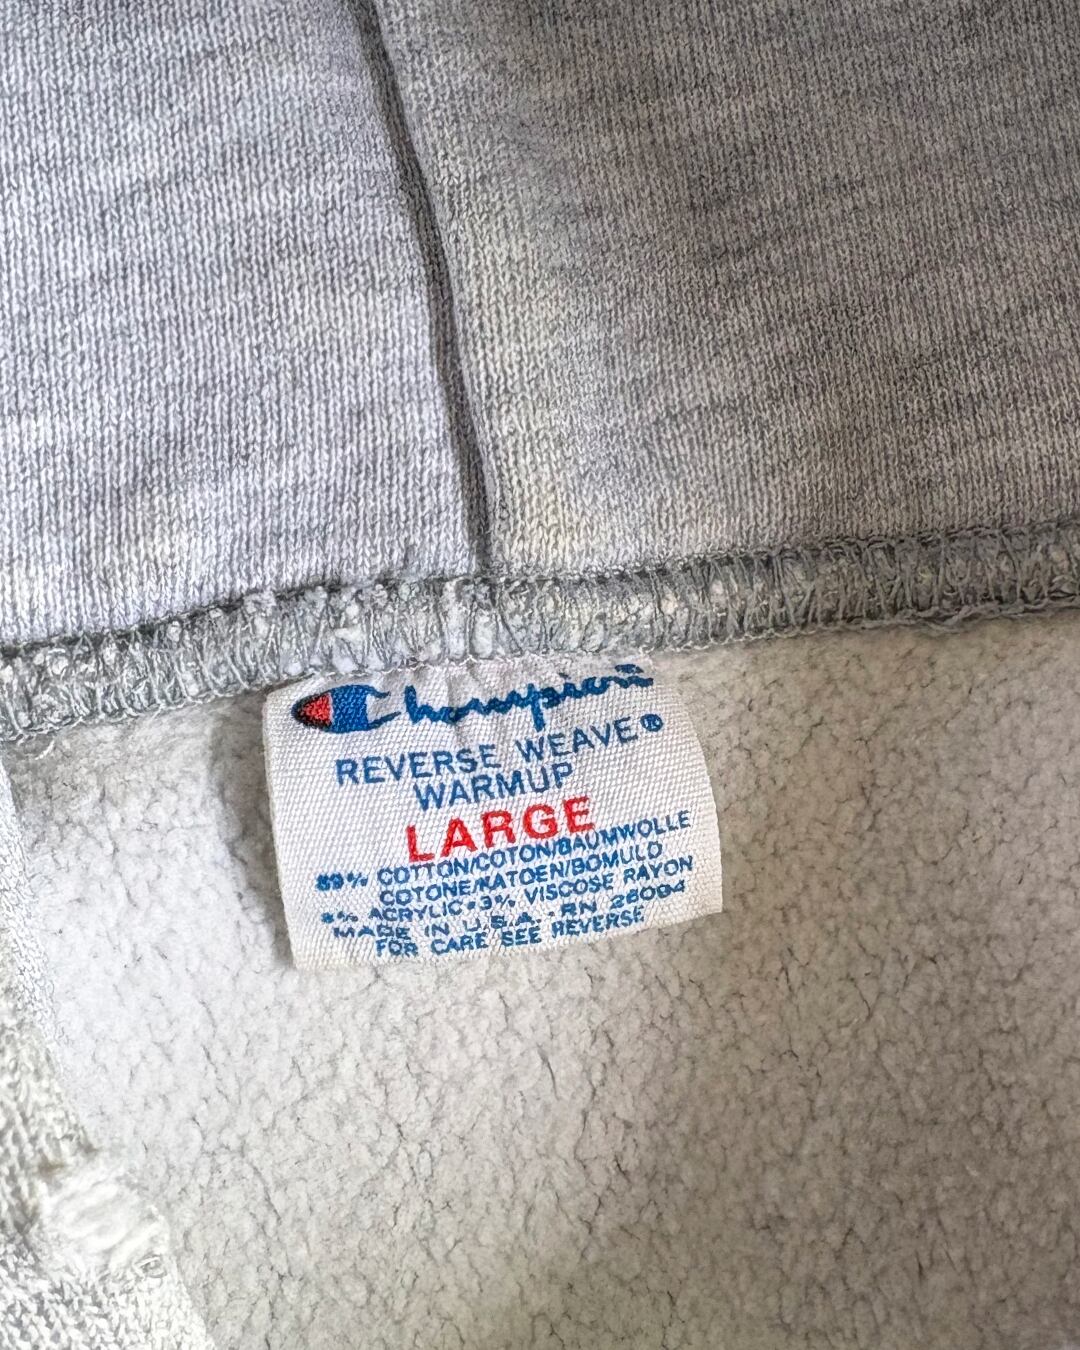 Champion
REVERSE WEAVE®
WARMUP
LARGE
89% COTTON/COTON/BAUMWOLLE
COTONE/KATOEN/BOMULD
8% ACRYLIC•3% VISCOSE RAYON
MADE IN U.S.A. • RN 26094
FOR CARE SEE REVERSE